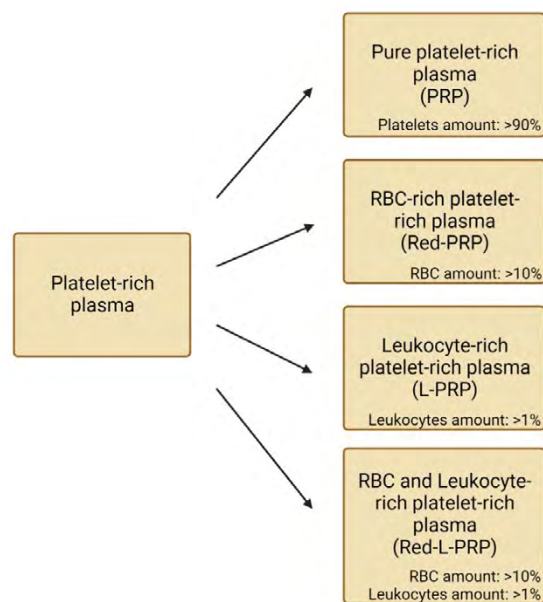 Pure platelet-rich
plasma
(PRP)
Platelets amount: >90%
RBC-rich platelet-
rich plasma
(Red-PRP)
RBC amount: >10%
Platelet-rich
plasma
Leukocyte-rich
platelet-rich plasma
(L-PRP)
Leukocytes amount: >1%
RBC and Leukocyte-
rich platelet-rich
plasma
(Red-L-PRP)
RBC amount: >10%
Leukocytes amount: >1%